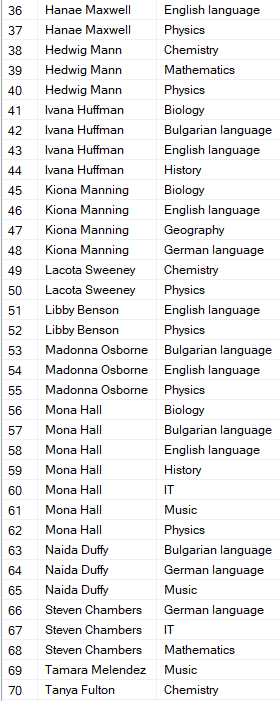 36 Hanae Maxwell English language
37 Hanae Maxwell Physics
38 Hedwig Mann Chemistry
39 Hedwig Mann Mathematics
40 Hedwig Mann Physics
41 Ivana Huffman Biology
42 Ivana Huffman Bulgarian language
43 Ivana Huffman English language
44 Ivana Huffman History
45 Kiona Manning Biology
46 Kiona Manning English language
47 Kiona Manning Geography
48 Kiona Manning German language
49 Lacota Sweeney Chemistry
50 Lacota Sweeney Physics
51 Libby Benson English language
52 Libby Benson Physics
53 Madonna Osborne Bulgarian language
54 Madonna Osborne English language
55 Madonna Osborne Physics
56 Mona Hall Biology
57 Mona Hall Bulgarian language
58 Mona Hall English language
59 Mona Hall History
60 Mona Hall IT
61 Mona Hall Music
62 Mona Hall Physics
63 Naida Duffy Bulgarian language
64 Naida Duffy German language
65 Naida Duffy Music
66 Steven Chambers German language
67 Steven Chambers IT
68 Steven Chambers Mathematics
69 Tamara Melendez Music
70 Tanya Fulton Chemistry